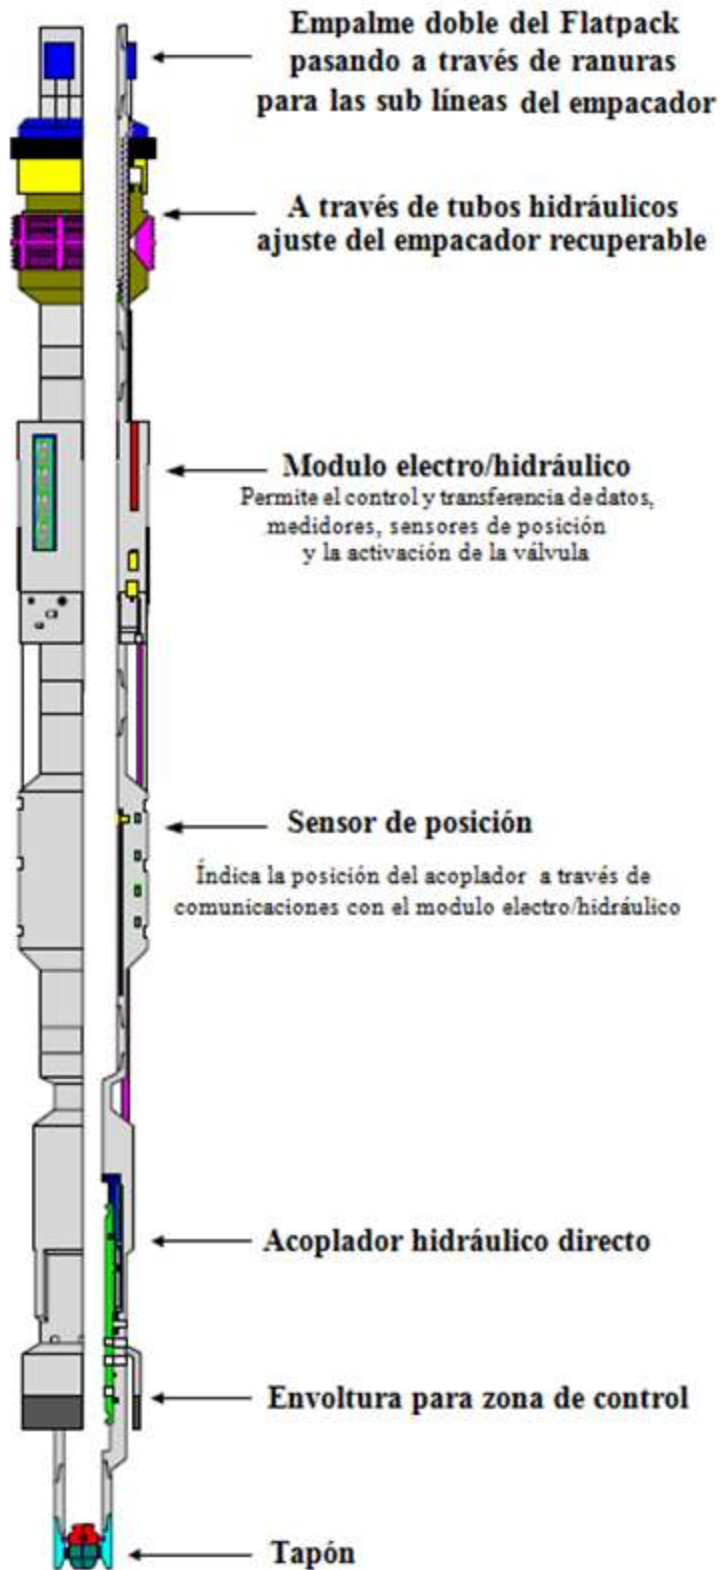 Empalme doble del Flatpack
pasando a través de ranuras
para las sub líneas del empacador
A través de tubos hidráulicos
ajuste del empacador recuperable
Modulo electro/hidráulico
Permite el control y transferencia de datos,
medidores, sensores de posición
y la activación de la válvula
Sensor de posición
Índica la posición del acoplador a través de
comunicaciones con el modulo electro/hidráulico
Acoplador hidráulico directo
Envoltura para zona de control
Tapón